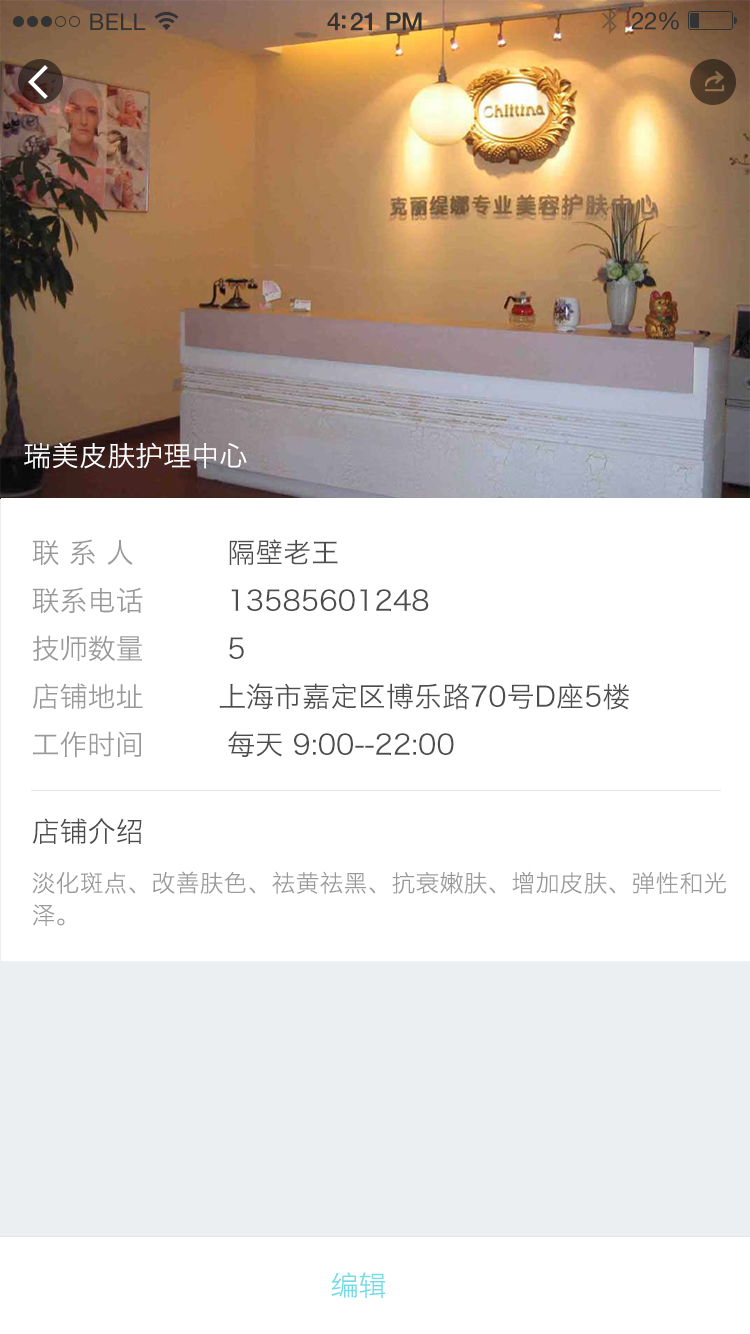 BELL 4:21 PM 22%
Chlitina
克丽缇娜专业美容护肤中心
瑞美皮肤护理中心
联系人 隔壁老王
联系电话 13585601248
技师数量 5
店铺地址 上海市嘉定区博乐路70号D座5楼
工作时间 每天 9:00--22:00
店铺介绍
淡化斑点、改善肤色、祛黄祛黑、抗衰嫩肤、增加皮肤、弹性和光
泽。
编辑